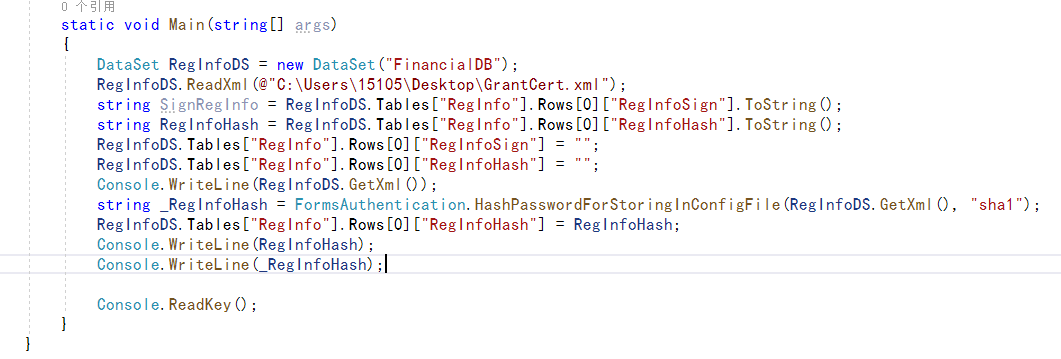 0 个引用
static void Main(string[] args)
{
DataSet RegInfoDS = new DataSet("FinancialDB");
RegInfoDS.ReadXml(@"C:\Users\15105\Desktop\GrantCert.xml");
string SignRegInfo = RegInfoDS.Tables["RegInfo"].Rows[0]["RegInfoSign"].ToString();
string RegInfoHash = RegInfoDS.Tables["RegInfo"].Rows[0]["RegInfoHash"].ToString();
RegInfoDS.Tables["RegInfo"].Rows[0]["RegInfoSign"] = "";
RegInfoDS.Tables["RegInfo"].Rows[0]["RegInfoHash"] = "";
Console.WriteLine(RegInfoDS.GetXml());
string _RegInfoHash = FormsAuthentication.HashPasswordForStoringInConfigFile(RegInfoDS.GetXml(), "sha1");
RegInfoDS.Tables["RegInfo"].Rows[0]["RegInfoHash"] = RegInfoHash;
Console.WriteLine(RegInfoHash);
Console.WriteLine(_RegInfoHash);
Console.ReadKey();
}
}